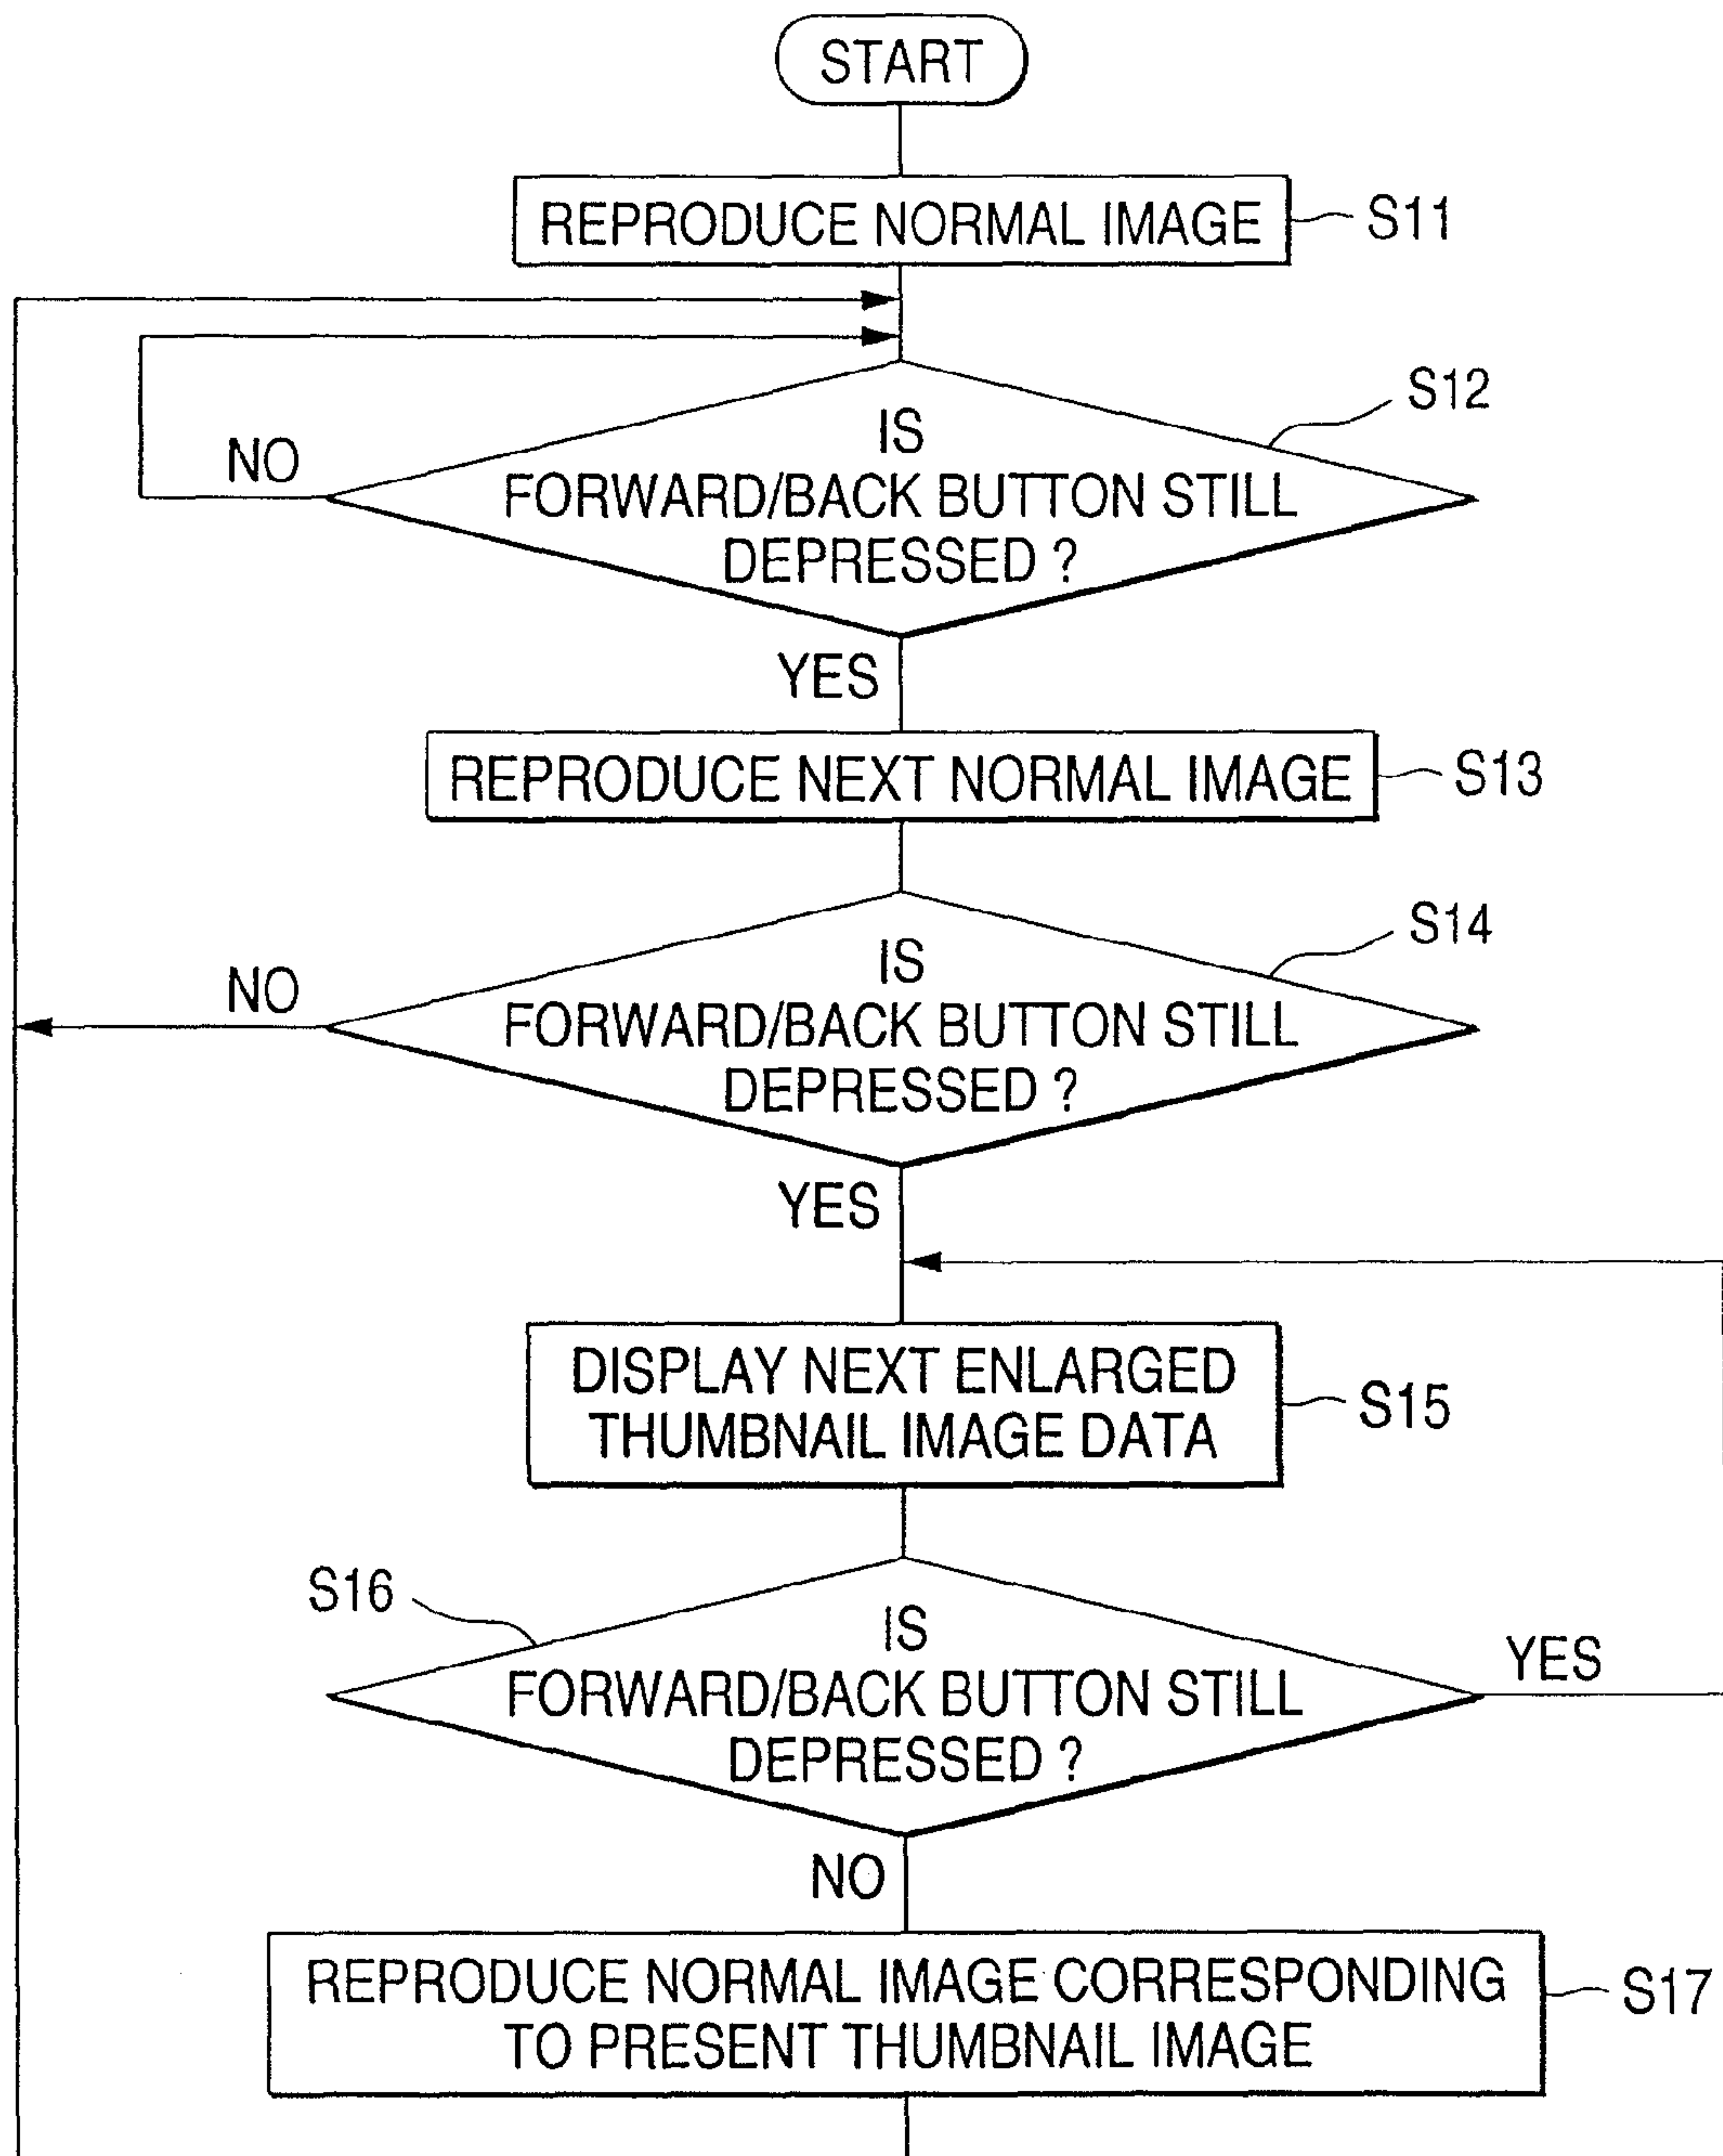 START
REPRODUCE NORMAL IMAGE
S11
S12
IS
FORWARD/BACK BUTTON STILL
DEPRESSED ?
NO
YES
REPRODUCE NEXT NORMAL IMAGE
S13
S14
IS
FORWARD/BACK BUTTON STILL
DEPRESSED ?
NO
YES
DISPLAY NEXT ENLARGED
THUMBNAIL IMAGE DATA
S15
S16
IS
FORWARD/BACK BUTTON STILL
DEPRESSED ?
YES
NO
REPRODUCE NORMAL IMAGE CORRESPONDING
TO PRESENT THUMBNAIL IMAGE
S17